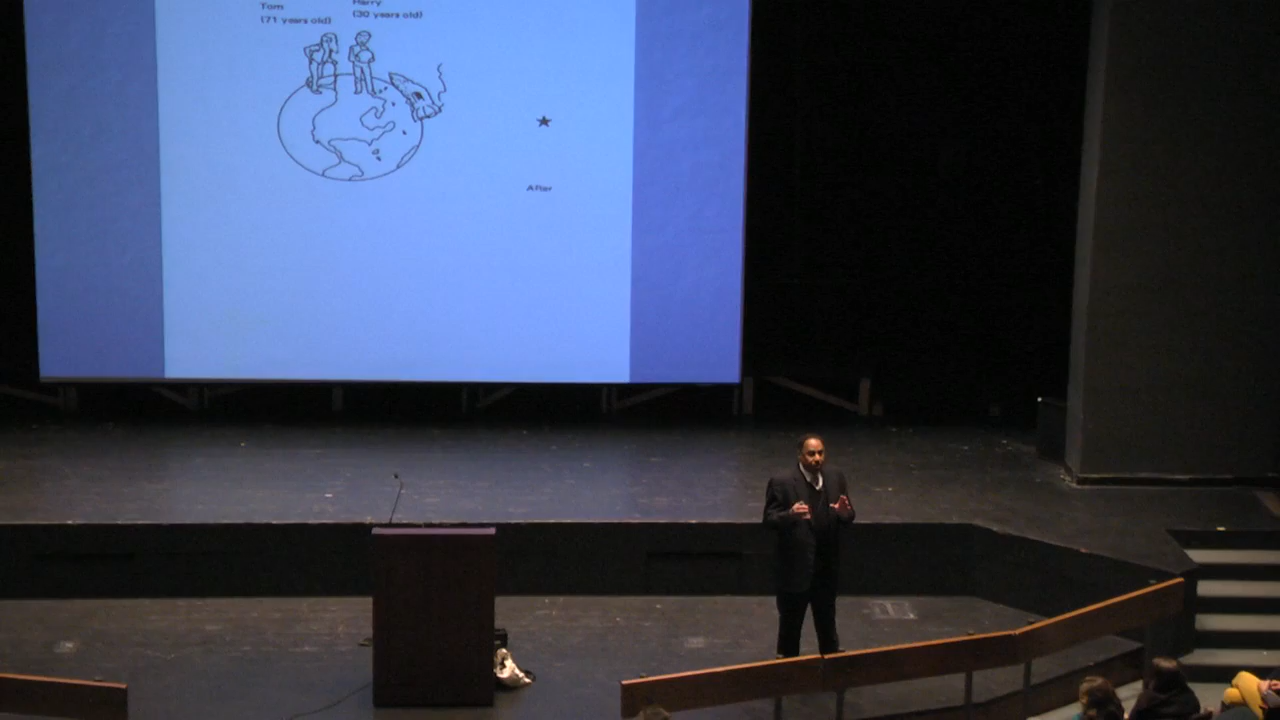 Tom
Harry
(71 years old)
(30 years old)
After